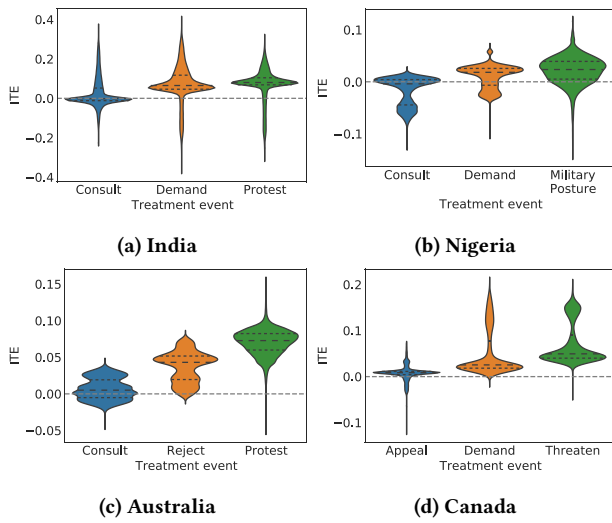 0.4
0.2
0.0
−0.2
−0.4
ITE
Consult Demand Protest
Treatment event
(a) India
0.1
0.0
−0.1
ITE
Consult Demand Military
Posture
Treatment event
(b) Nigeria
0.15
0.10
0.05
0.00
−0.05
ITE
Consult Reject Protest
Treatment event
(c) Australia
0.2
0.1
0.0
−0.1
ITE
Appeal Demand Threaten
Treatment event
(d) Canada